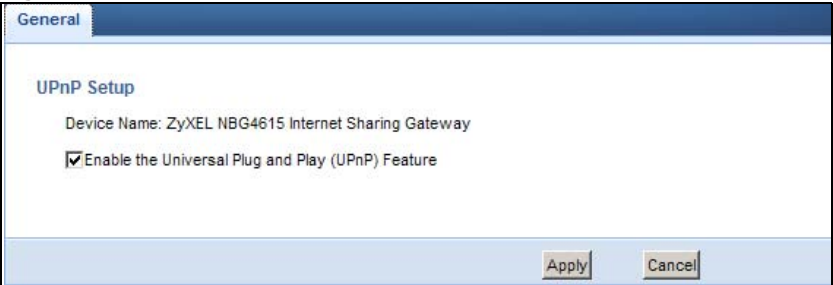 General
UPnP Setup
Device Name: ZyXEL NBG4615 Internet Sharing Gateway
Enable the Universal Plug and Play (UPnP) Feature
Apply Cancel